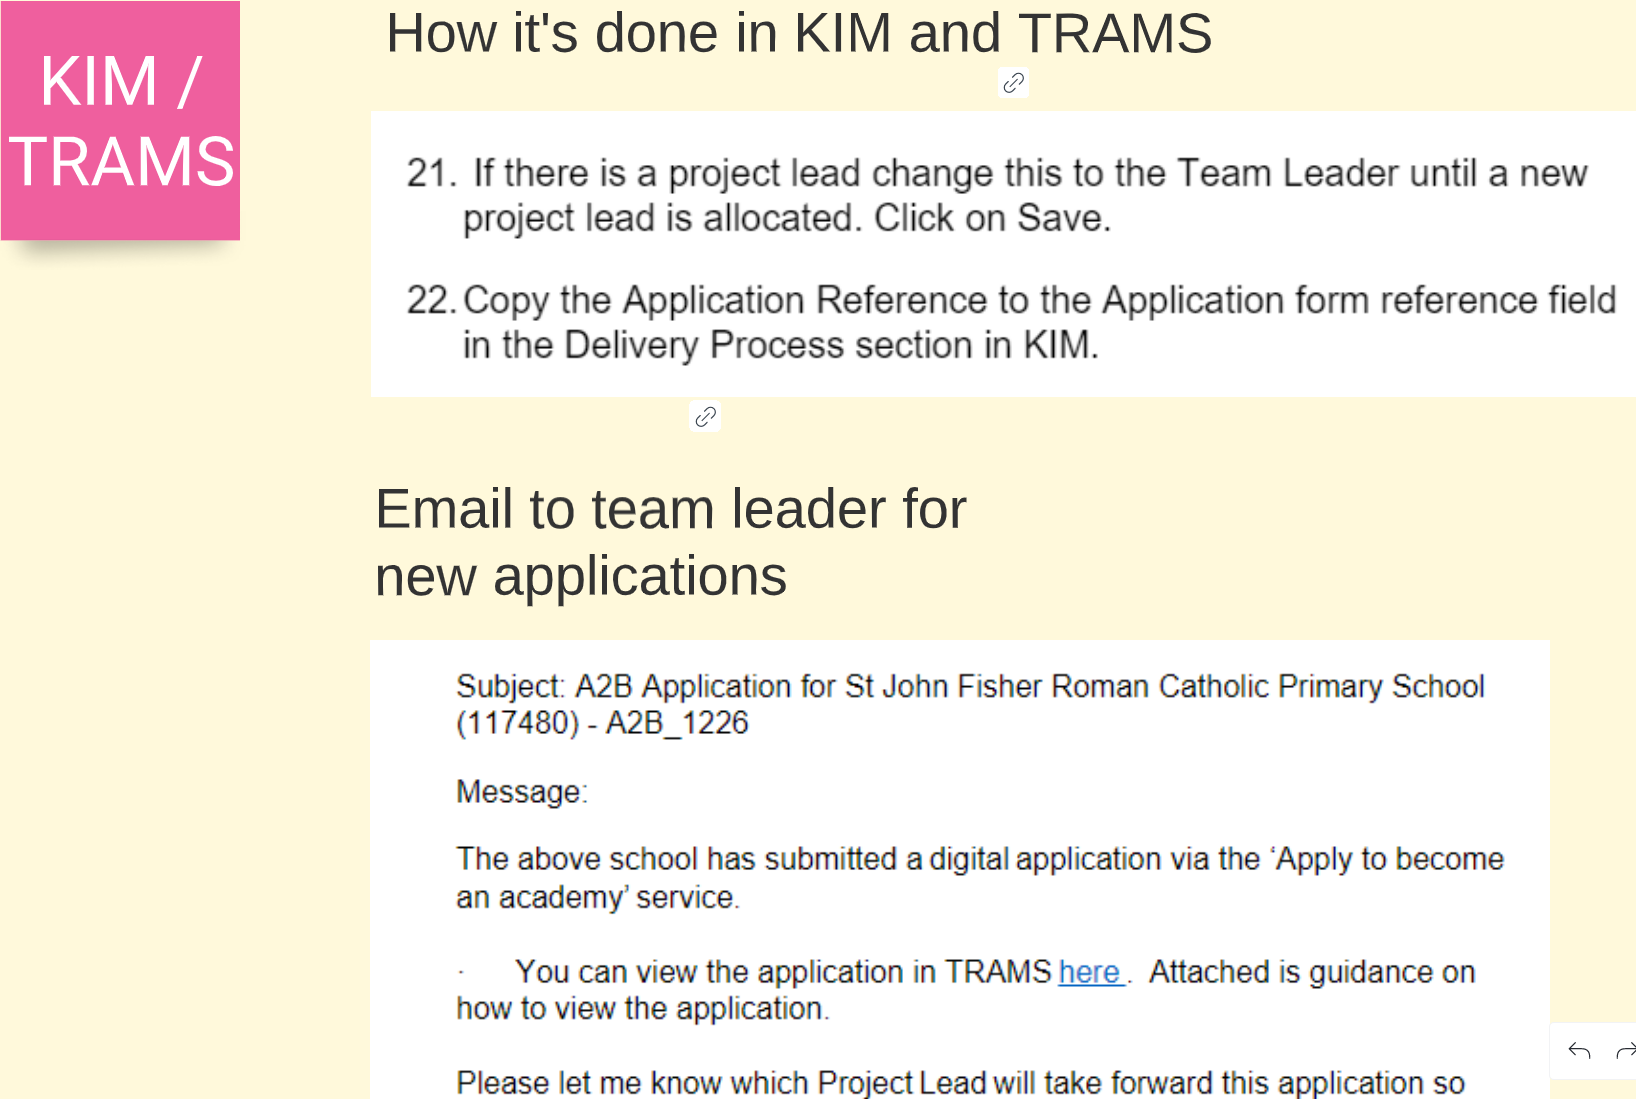 KIM /
TRAMS
How it's done in KIM and TRAMS
21. If there is a project lead change this to the Team Leader until a new
project lead is allocated. Click on Save.
22. Copy the Application Reference to the Application form reference field
in the Delivery Process section in KIM.
Email to team leader for
new applications
Subject: A2B Application for St John Fisher Roman Catholic Primary School
(117480) - A2B_1226
Message:
The above school has submitted a digital application via the ‘Apply to become
an academy’ service.
· You can view the application in TRAMS here . Attached is guidance on
how to view the application.
Please let me know which Project Lead will take forward this application so